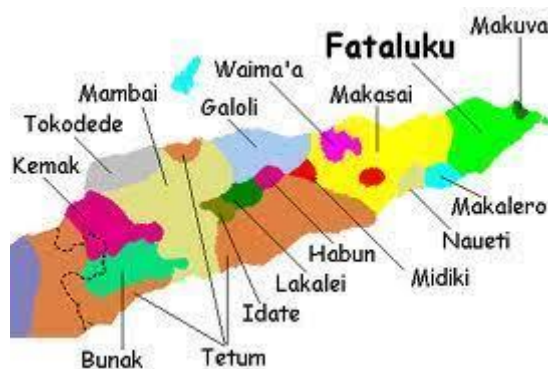 Makuva
Fataluku
Waima'a
Makasai
Mambai
Galoli
Tokodede
Kemak
Makalero
Naueti
Habun
Midiki
Lakalei
Idate
Bunak
Tetum